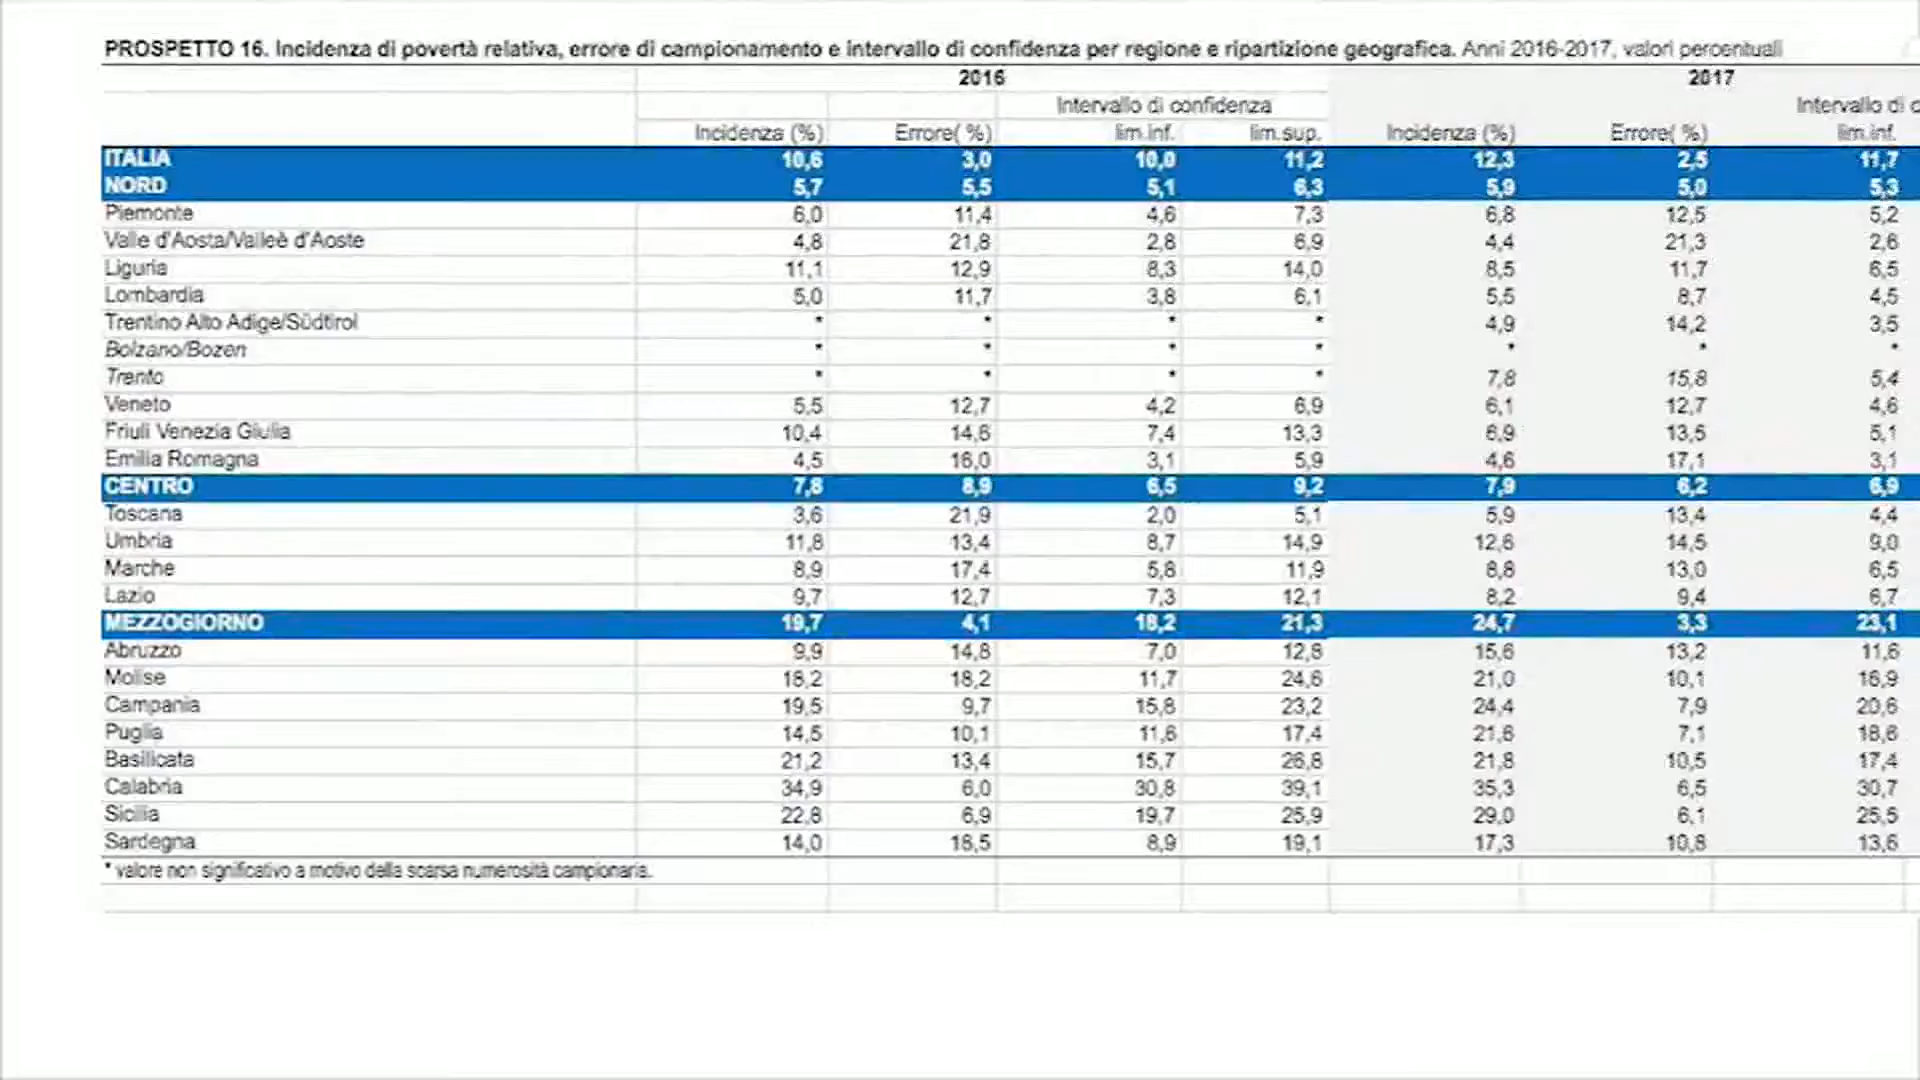 PROSPETTO 16. Incidenza di povertà relativa, errore di campionamento e intervallo di confidenza per regione e ripartizione geografica. Anni 2016-2017, valori percentuali
2016 2017
Intervallo di confidenza Intervallo di c
Incidenza (%) Errore( %) lim.inf. lim.sup. Incidenza (%) Errore( %) lim.inf.
ITALIA 10,6 3,0 10,0 11,2 12,3 2,5 11,7
NORD 5,7 5,5 5,1 6,3 5,9 5,0 5,3
Piemonte 6,0 11,4 4,6 7,3 6,8 12,5 5,2
Valle d'Aosta/Valleè d'Aoste 4,8 21,8 2,8 6,9 4,4 21,3 2,6
Liguria 11,1 12,9 8,3 14,0 8,5 11,7 6,5
Lombardia 5,0 11,7 3,8 6,1 5,5 8,7 4,5
Trentino Alto Adige/Südtirol * * * * 4,9 14,2 3,5
Bolzano/Bozen * * * * * * *
Trento * * * * 7,8 15,8 5,4
Veneto 5,5 12,7 4,2 6,9 6,1 12,7 4,6
Friuli Venezia Giulia 10,4 14,6 7,4 13,3 6,9 13,5 5,1
Emilia Romagna 4,5 16,0 3,1 5,9 4,6 17,1 3,1
CENTRO 7,8 8,9 6,5 9,2 7,9 6,2 6,9
Toscana 3,6 21,9 2,0 5,1 5,9 13,4 4,4
Umbria 11,8 13,4 8,7 14,9 12,6 14,5 9,0
Marche 8,9 17,4 5,8 11,9 8,8 13,0 6,5
Lazio 9,7 12,7 7,3 12,1 8,2 9,4 6,7
MEZZOGIORNO 19,7 4,1 18,2 21,3 24,7 3,3 23,1
Abruzzo 9,9 14,8 7,0 12,8 15,6 13,2 11,6
Molise 18,2 18,2 11,7 24,6 21,0 10,1 16,9
Campania 19,5 9,7 15,8 23,2 24,4 7,9 20,6
Puglia 14,5 10,1 11,6 17,4 21,6 7,1 18,6
Basilicata 21,2 13,4 15,7 26,8 21,8 10,5 17,4
Calabria 34,9 6,0 30,8 39,1 35,3 6,5 30,7
Sicilia 22,8 6,9 19,7 25,9 29,0 6,1 25,5
Sardegna 14,0 18,5 8,9 19,1 17,3 10,8 13,6
* valore non significativo a motivo della scarsa numerosità campionaria.